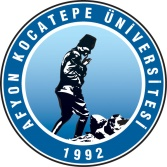 AFYON KOCATEPE ÜNİVERSİTESİ
1992